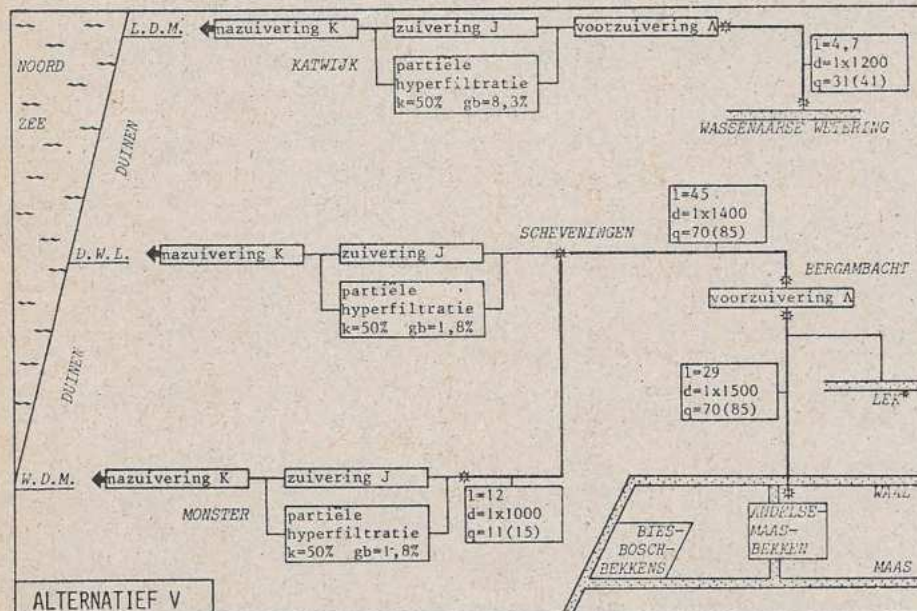 L.D.M. nazuivering K zuivering J voorzuivering A
l=4,7
d=1x1200
q=31(41)
NOORD
ZEE
KATWIJK
partiële
hyperfiltratie
k=50% gb=8,3%
WASSENAARSE WETERING
DUINEN
l=45
d=1x1400
q=70(85)
SCHEVENINGEN
D.W.L. nazuivering K zuivering J
BERGAMBACHT
voorzuivering A
partiële
hyperfiltratie
k=50% gb=1,8%
DUINEN
l=29
d=1x1500
q=70(85)
LEK*
W.D.M. nazuivering K zuivering J
l=12
d=1x1000
q=11(15)
MONSTER
partiële
hyperfiltratie
k=50% gb=1,8%
WAAL
ANDELSE-
MAAS-
BEKKEN
BIES-
BOSCH-
BEKKENS
MAAS
ALTERNATIEF V